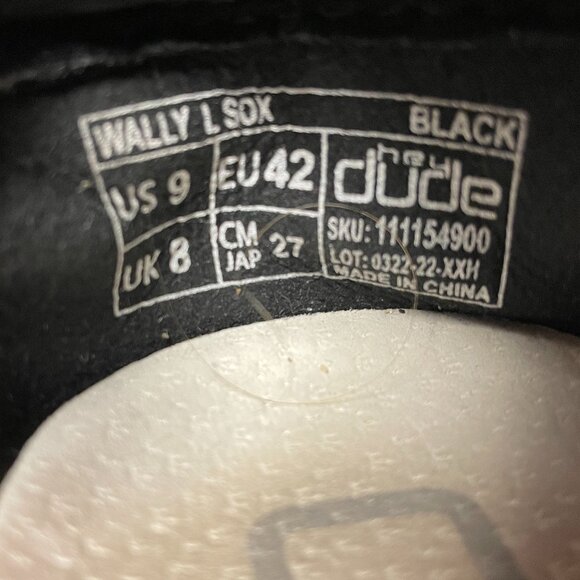 WALLY L SOX BLACK
US 9 EU 42 hey
dude
UK 8 CM
JAP 27 SKU: 111154900
LOT: 0322-22-XXH
MADE IN CHINA